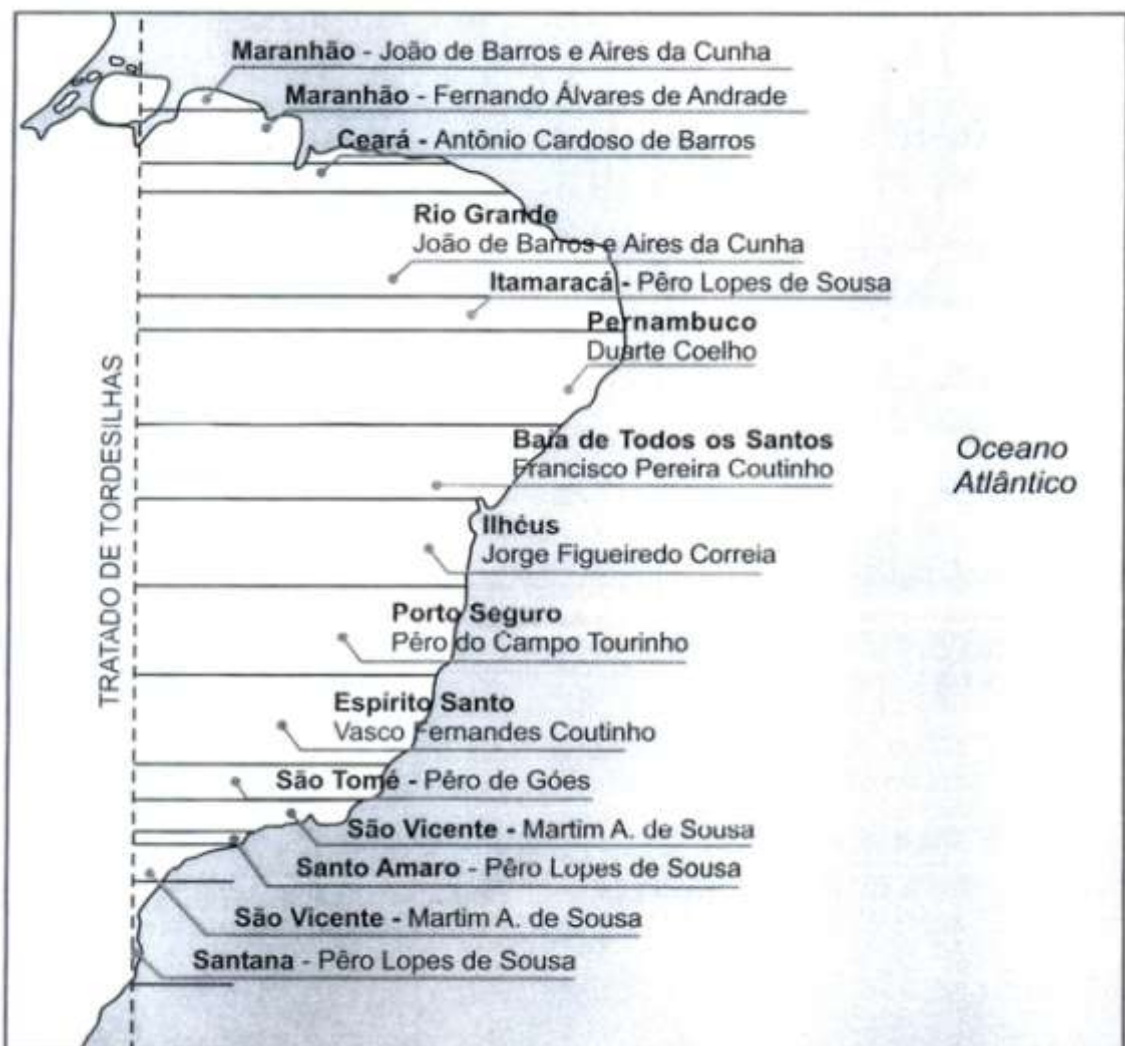 Maranhão - João de Barros e Aires da Cunha
Maranhão - Fernando Álvares de Andrade
Ceará - Antônio Cardoso de Barros
Rio Grande
João de Barros e Aires da Cunha
Itamaracá - Pêro Lopes de Sousa
Pernambuco
Duarte Coelho
Baía de Todos os Santos
Francisco Pereira Coutinho
Ilhéus
Jorge Figueiredo Correia
Porto Seguro
Pêro do Campo Tourinho
Espírito Santo
Vasco Fernandes Coutinho
São Tomé - Pêro de Góes
São Vicente - Martim A. de Sousa
Santo Amaro - Pêro Lopes de Sousa
São Vicente - Martim A. de Sousa
Santana - Pêro Lopes de Sousa
TRATADO DE TORDESILHAS
Oceano
Atlântico